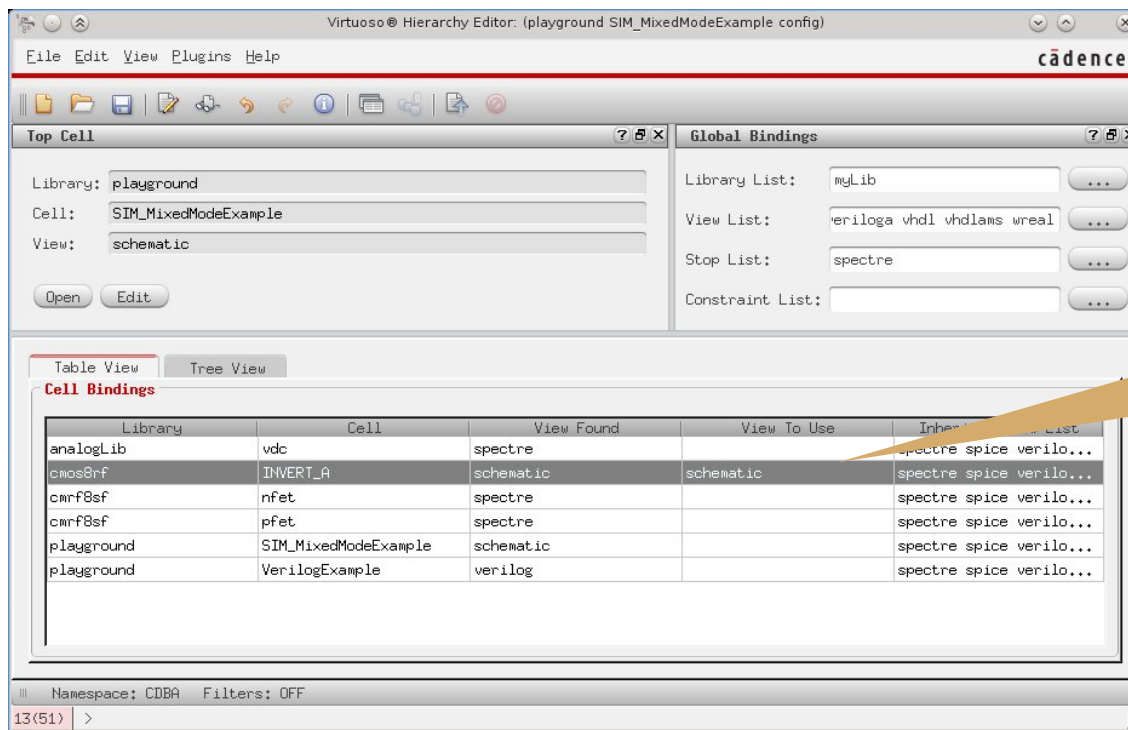 Virtuoso® Hierarchy Editor: (playground SIM_MixedModeExample config)
File Edit View Plugins Help
cādence
Top Cell
Library: playground
Cell: SIM_MixedModeExample
View: schematic
Open Edit
Global Bindings
Library List: myLib ...
View List: eriloga vhdl vhdlams wreal ...
Stop List: spectre ...
Constraint List: ...
Table View Tree View
Cell Bindings
Library Cell View Found View To Use Inher List
analogLib vdc spectre spectre spice verilo...
cmos8rf INVERT_A schematic schematic spectre spice verilo...
cmrf8sf nfet spectre spectre spice verilo...
cmrf8sf pfet spectre spectre spice verilo...
playground SIM_MixedModeExample schematic spectre spice verilo...
playground VerilogExample verilog spectre spice verilo...
Namespace: CDBA Filters: OFF
13(51) >